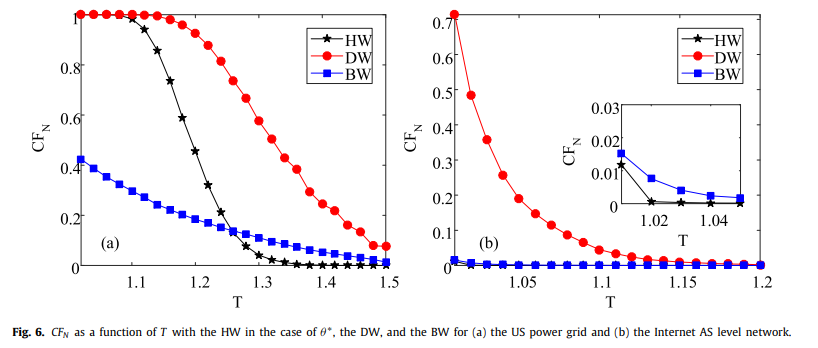 1
0.8
0.6
0.4
0.2
0
CF_N
1.1
1.2
1.3
1.4
1.5
T
(a)
HW
DW
BW
0.7
0.6
0.5
0.4
0.3
0.2
0.1
0
CF_N
1.05
1.1
1.15
1.2
T
(b)
HW
DW
BW
0.03
0.02
0.01
0
CF_N
1.02
1.04
T
Fig. 6. CF_N as a function of T with the HW in the case of θ*, the DW, and the BW for (a) the US power grid and (b) the Internet AS level network.